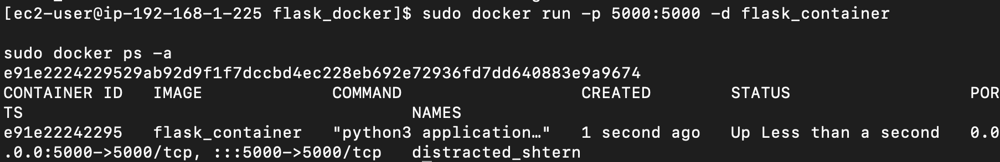 [ec2-user@ip-192-168-1-225 flask_docker]$ sudo docker run -p 5000:5000 -d flask_container
sudo docker ps -a
e91e2224229529ab92d9f1f7dccbd4ec228eb692e72936fd7dd640883e9a9674
CONTAINER ID   IMAGE             COMMAND                  CREATED        STATUS                  POR
TS                                       NAMES
e91e22242295   flask_container   "python3 application…"   1 second ago   Up Less than a second   0.0
.0.0:5000->5000/tcp, :::5000->5000/tcp   distracted_shtern